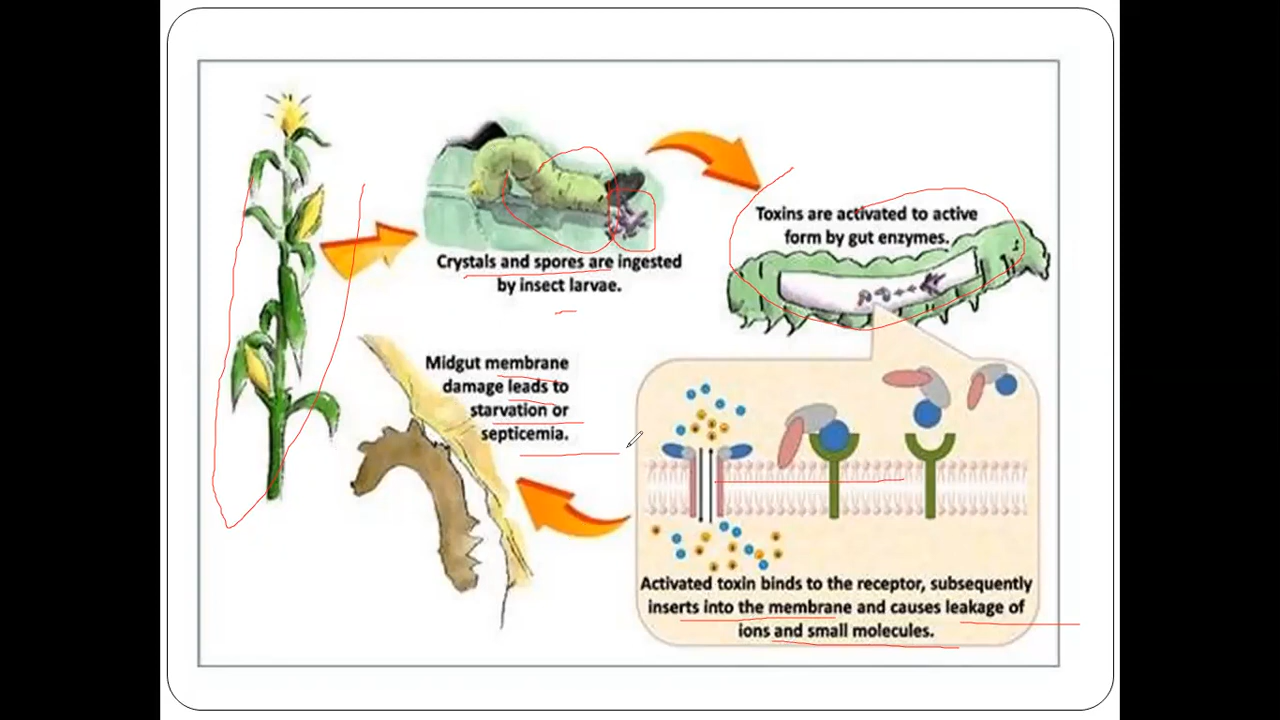 Crystals and spores are ingested
by insect larvae.
Toxins are activated to active
form by gut enzymes.
Midgut membrane
damage leads to
starvation or
septicemia.
Activated toxin binds to the receptor, subsequently
inserts into the membrane and causes leakage of
ions and small molecules.